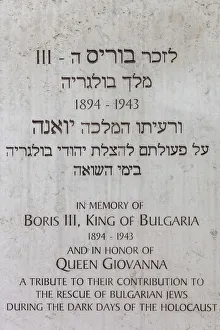 לזכר בוריס ה - III
מלך בולגריה
1894 - 1943
ורעיתו המלכה יואנה
על פעולתם להצלת יהודי בולגריה
בימי השואה
IN MEMORY OF
BORIS III, KING OF BULGARIA
1894 - 1943
AND IN HONOR OF
QUEEN GIOVANNA
A TRIBUTE TO THEIR CONTRIBUTION TO
THE RESCUE OF BULGARIAN JEWS
DURING THE DARK DAYS OF THE HOLOCAUST